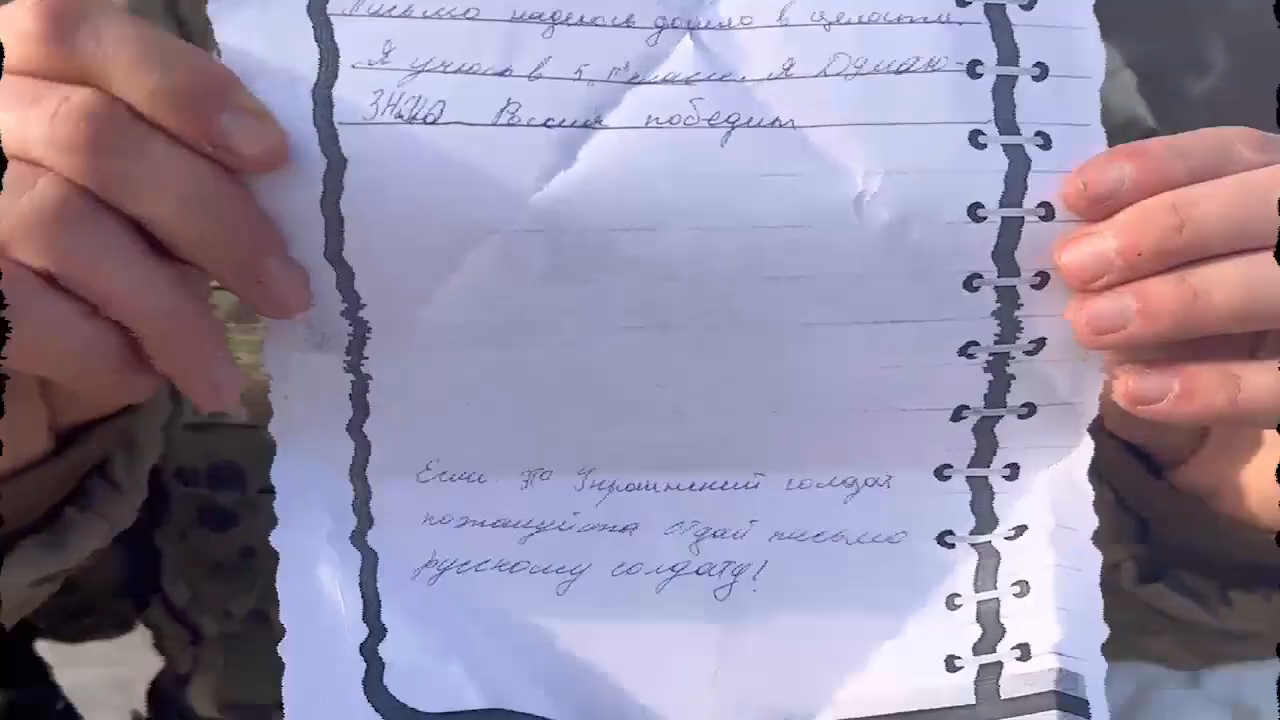 Письмо надеюсь дошло в целости.
Я учусь в 5 классе. Я Думаю-
ЗНАЮ Россия победит
Если это Украинский солдат
пожалуйста отдай письмо
русскому солдату!